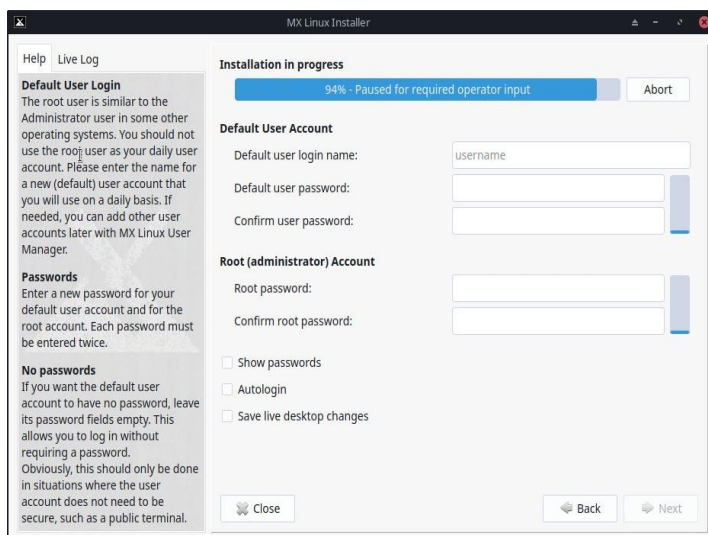 MX Linux Installer
Help
Live Log
Default User Login
The root user is similar to the
Administrator user in some other
operating systems. You should not
use the root user as your daily user
account. Please enter the name for
a new (default) user account that
you will use on a daily basis. If
needed, you can add other user
accounts later with MX Linux User
Manager.
Passwords
Enter a new password for your
default user account and for the
root account. Each password must
be entered twice.
No passwords
If you want the default user
account to have no password, leave
its password fields empty. This
allows you to log in without
requiring a password.
Obviously, this should only be done
in situations where the user
account does not need to be
secure, such as a public terminal.
Installation in progress
94% - Paused for required operator input
Abort
Default User Account
Default user login name:
username
Default user password:
Confirm user password:
Root (administrator) Account
Root password:
Confirm root password:
Show passwords
Autologin
Save live desktop changes
Close
Back
Next